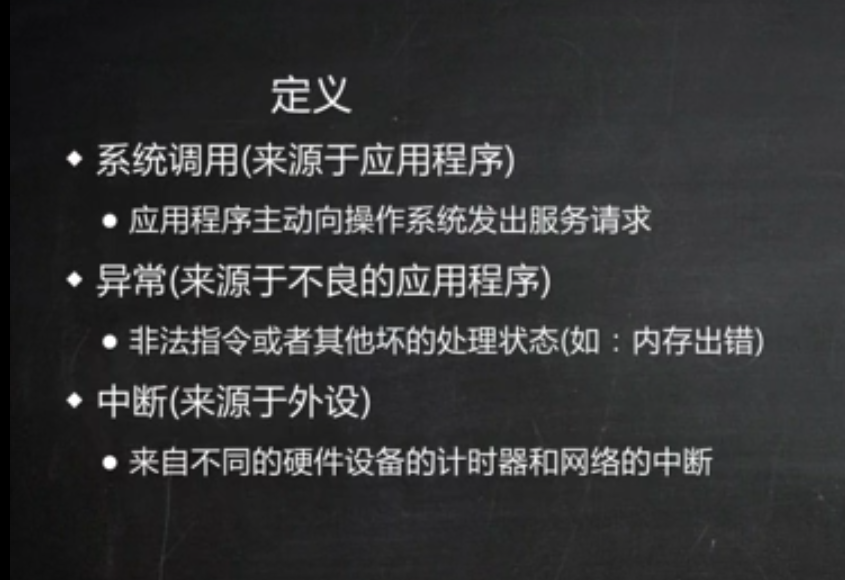 定义
系统调用(来源于应用程序)
应用程序主动向操作系统发出服务请求
异常(来源于不良的应用程序)
非法指令或者其他坏的处理状态(如：内存出错)
中断(来源于外设)
来自不同的硬件设备的计时器和网络的中断